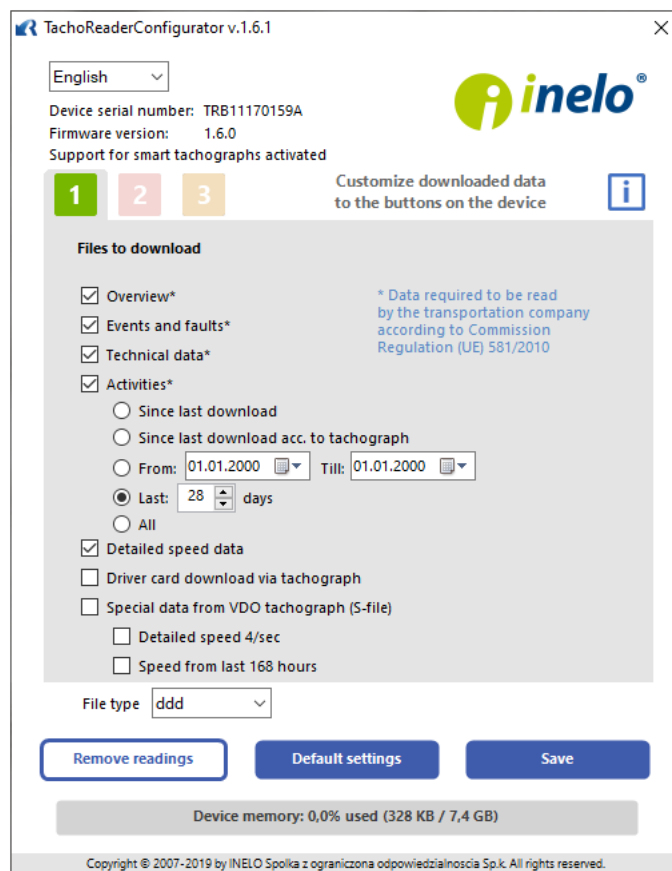 TachoReaderConfigurator v.1.6.1
English
inelo®
Device serial number: TRB11170159A
Firmware version: 1.6.0
Support for smart tachographs activated
1 2 3
Customize downloaded data
to the buttons on the device
i
Files to download
Overview*
Events and faults*
Technical data*
Activities*
* Data required to be read
by the transportation company
according to Commission
Regulation (UE) 581/2010
Since last download
Since last download acc. to tachograph
From: 01.01.2000 Till: 01.01.2000
Last: 28 days
All
Detailed speed data
Driver card download via tachograph
Special data from VDO tachograph (S-file)
Detailed speed 4/sec
Speed from last 168 hours
File type ddd
Remove readings Default settings Save
Device memory: 0,0% used (328 KB / 7,4 GB)
Copyright © 2007-2019 by INELO Spolka z ograniczona odpowiedzialnoscia Sp.k. All rights reserved.